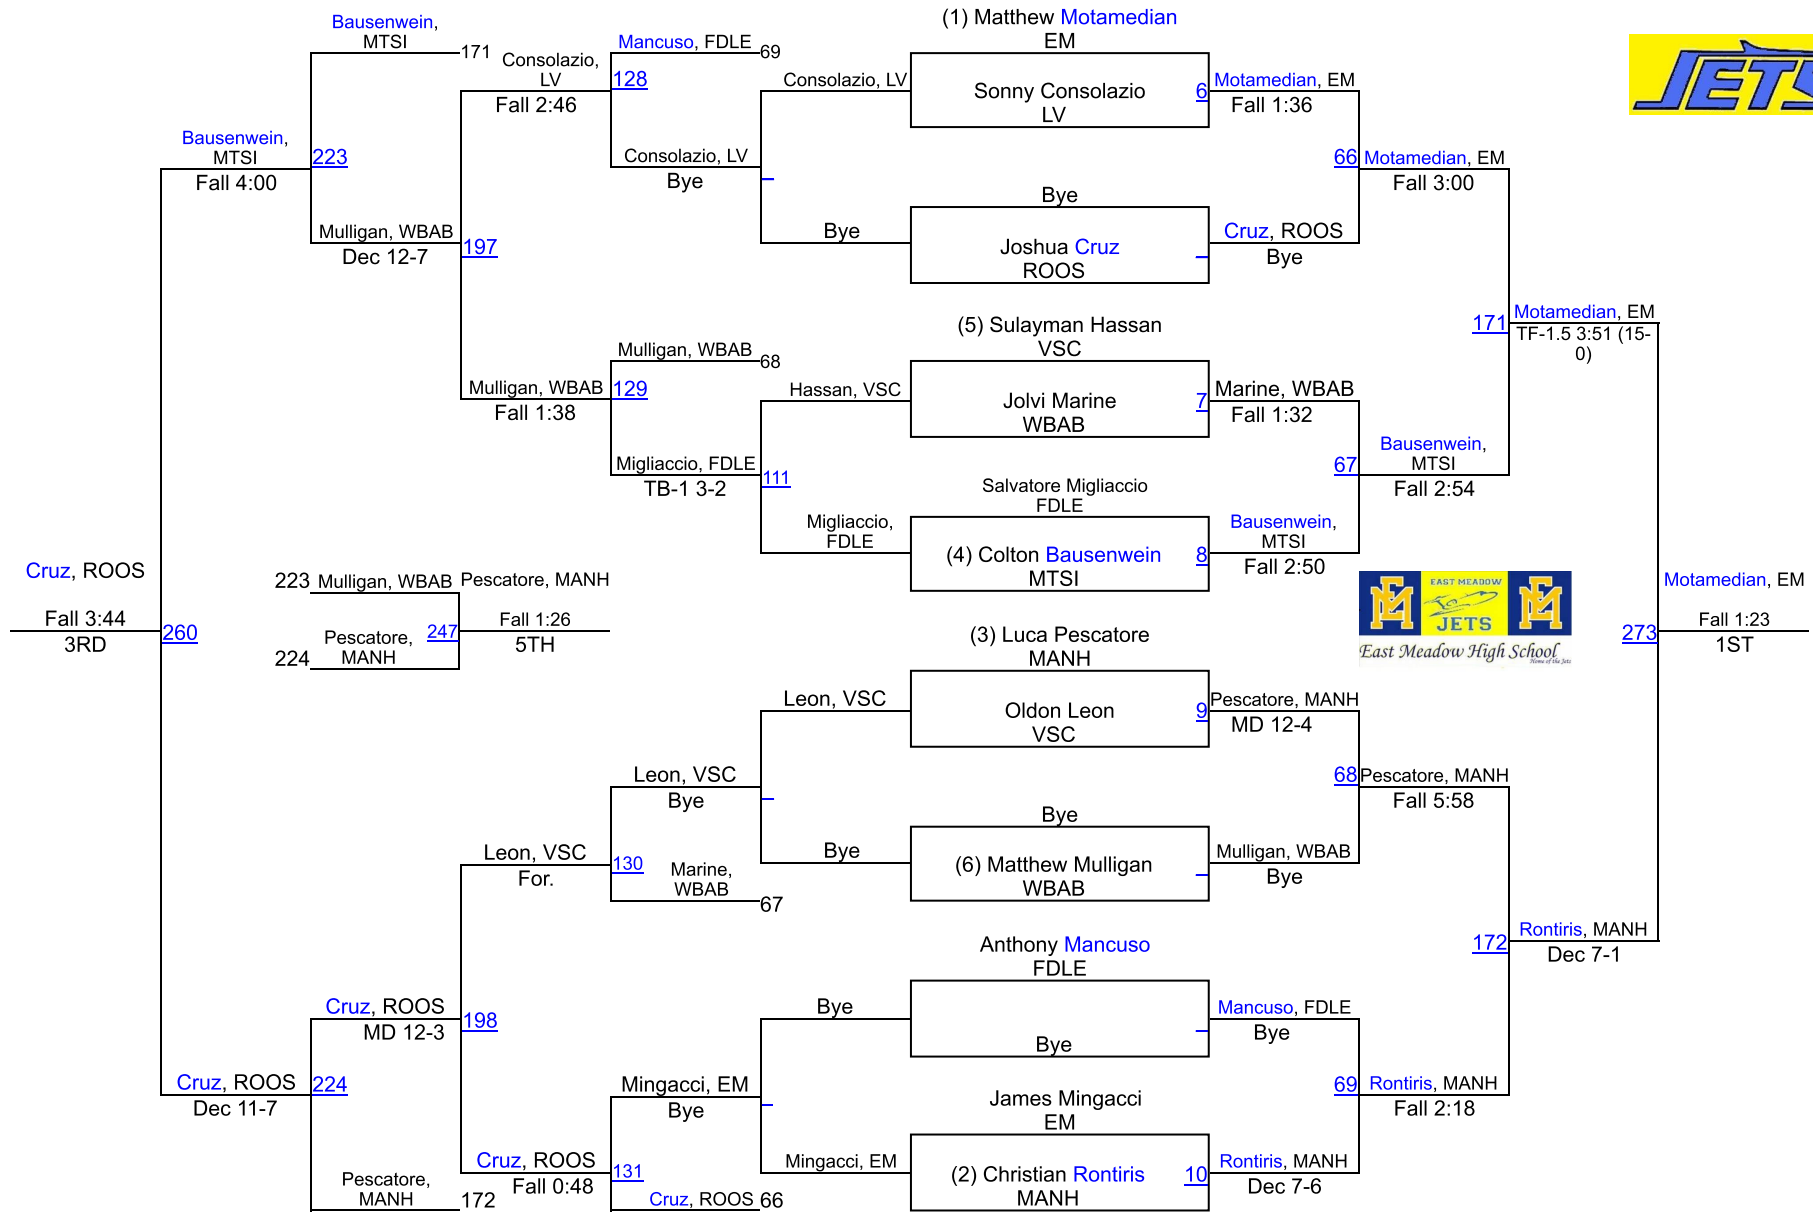 (1) Matthew Motamedian
EM
Sonny Consolazio
LV
6
Bye
Joshua Cruz
ROOS
(5) Sulayman Hassan
VSC
Jolvi Marine
WBAB
7
Salvatore Migliaccio
FDLE
(4) Colton Bausenwein
MTSI
8
(3) Luca Pescatore
MANH
Oldon Leon
VSC
9
Bye
(6) Matthew Mulligan
WBAB
Anthony Mancuso
FDLE
Bye
James Mingacci
EM
(2) Christian Rontiris
MANH
10
Motamedian, EM
Fall 1:36
Cruz, ROOS
Bye
Marine, WBAB
Fall 1:32
Bausenwein,
MTSI
Fall 2:50
Pescatore, MANH
MD 12-4
Mulligan, WBAB
Bye
Mancuso, FDLE
Bye
Rontiris, MANH
Dec 7-6
66
Motamedian, EM
Fall 3:00
67
Bausenwein,
MTSI
Fall 2:54
68
Pescatore, MANH
Fall 5:58
69
Rontiris, MANH
Fall 2:18
171
Motamedian, EM
TF-1.5 3:51 (15-
0)
172
Rontiris, MANH
Dec 7-1
273
Motamedian, EM
Fall 1:23
1ST
JETS
EM
EAST MEADOW
JETS
EM
East Meadow High School
Home of the Jets
Consolazio, LV
Bye
Hassan, VSC
Migliaccio,
FDLE
Leon, VSC
Bye
Bye
Mingacci, EM
Mancuso, FDLE
69
Consolazio, LV
Bye
Mulligan, WBAB
68
Migliaccio, FDLE
TB-1 3-2
111
Leon, VSC
Bye
Marine,
WBAB
67
Mingacci, EM
Bye
Cruz, ROOS
66
Consolazio,
LV
Fall 2:46
128
Mulligan, WBAB
Fall 1:38
129
Leon, VSC
For.
130
Cruz, ROOS
Fall 0:48
131
Bausenwein,
MTSI
171
Mulligan, WBAB
Dec 12-7
197
Cruz, ROOS
MD 12-3
198
Pescatore,
MANH
172
Bausenwein,
MTSI
Fall 4:00
223
Cruz, ROOS
Dec 11-7
224
Cruz, ROOS
Fall 3:44
3RD
260
223
Mulligan, WBAB
224
Pescatore,
MANH
247
Pescatore, MANH
Fall 1:26
5TH